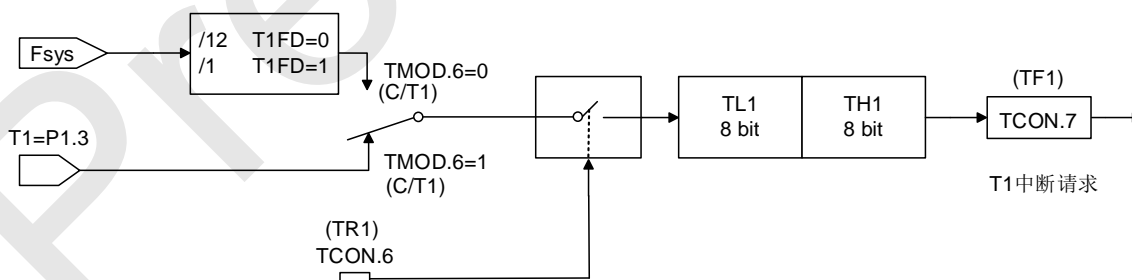 Fsys
/12 T1FD=0
/1 T1FD=1
TMOD.6=0
(C/T1)
T1=P1.3
TMOD.6=1
(C/T1)
(TR1)
TCON.6
TL1
8 bit
TH1
8 bit
(TF1)
TCON.7
T1中断请求
Pre